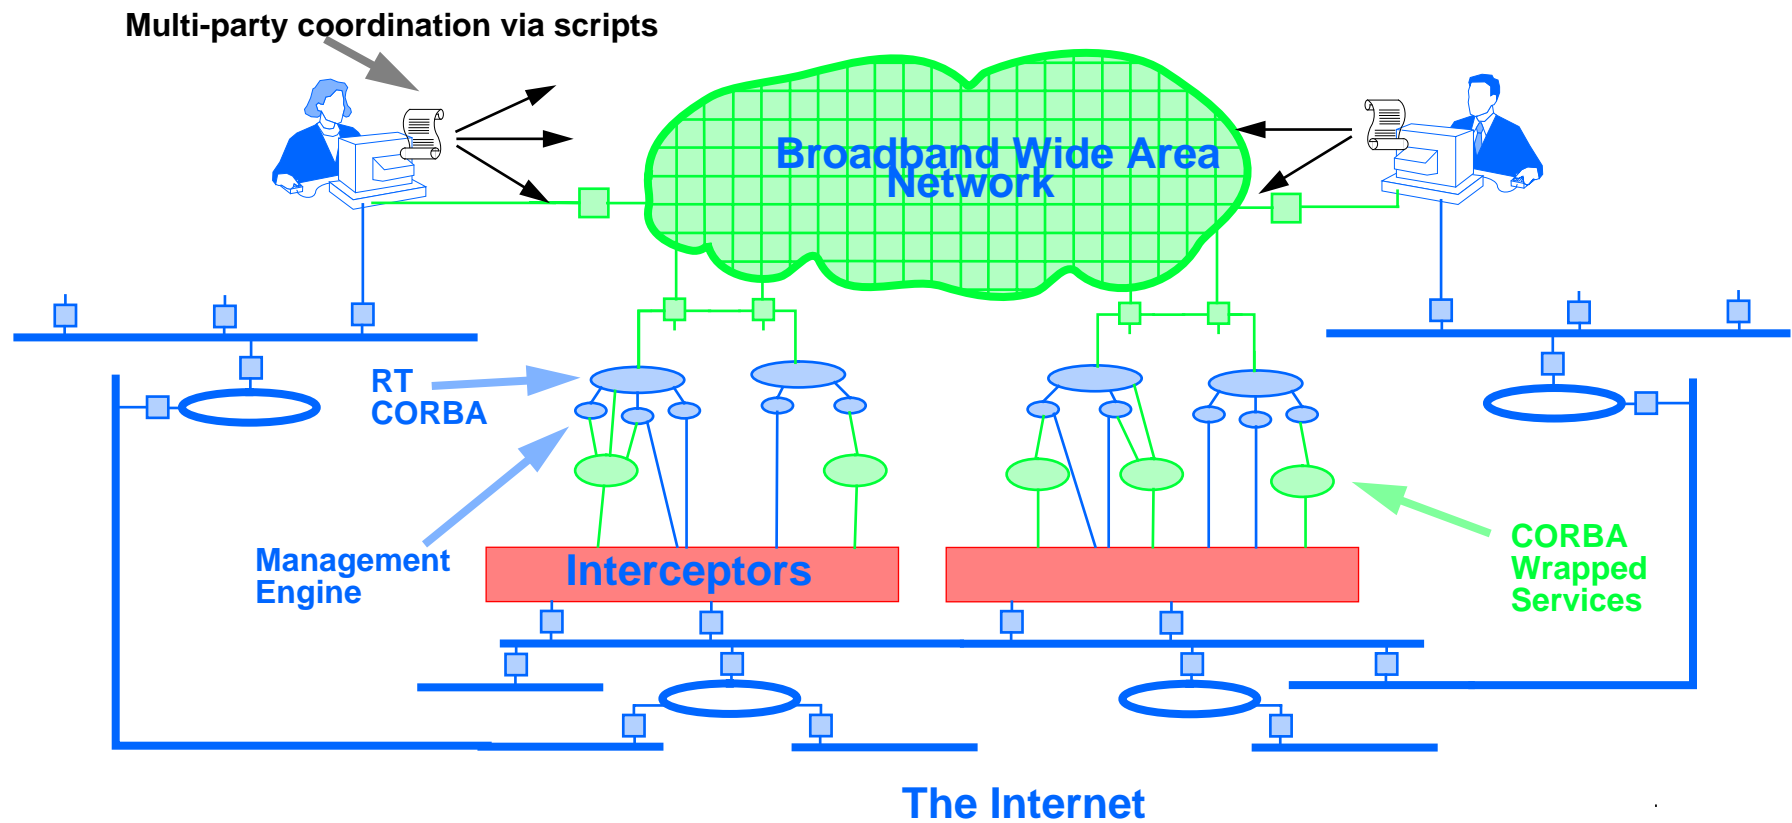 Multi-party coordination via scripts
Broadband Wide Area
Network
RT
CORBA
Management
Engine
Interceptors
CORBA
Wrapped
Services
The Internet